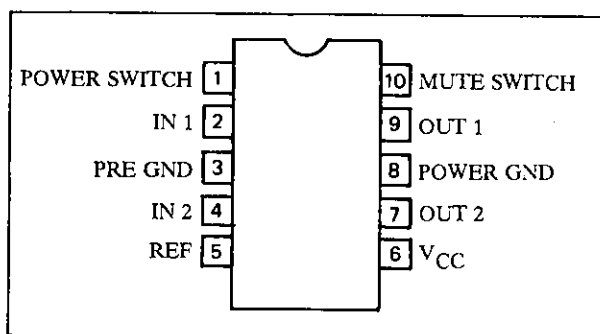 POWER SWITCH 1 10 MUTE SWITCH
IN 1 2 9 OUT 1
PRE GND 3 8 POWER GND
IN 2 4 7 OUT 2
REF 5 6 VCC